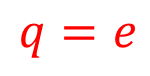 q = e